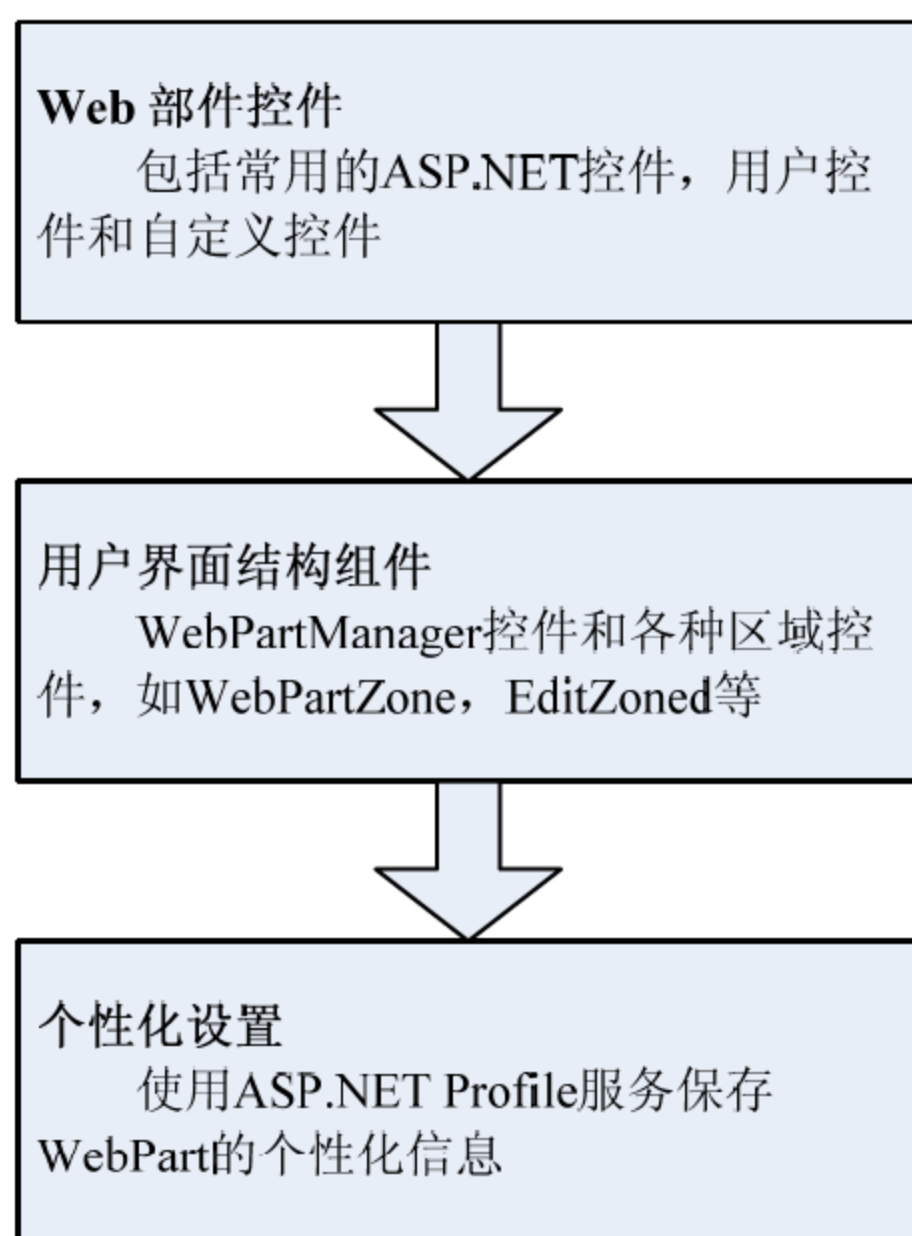 Web 部件控件
包括常用的ASP.NET控件，用户控
件和自定义控件
用户界面结构组件
WebPartManager控件和各种区域控
件，如WebPartZone，EditZoned等
个性化设置
使用ASP.NET Profile服务保存
WebPart的个性化信息